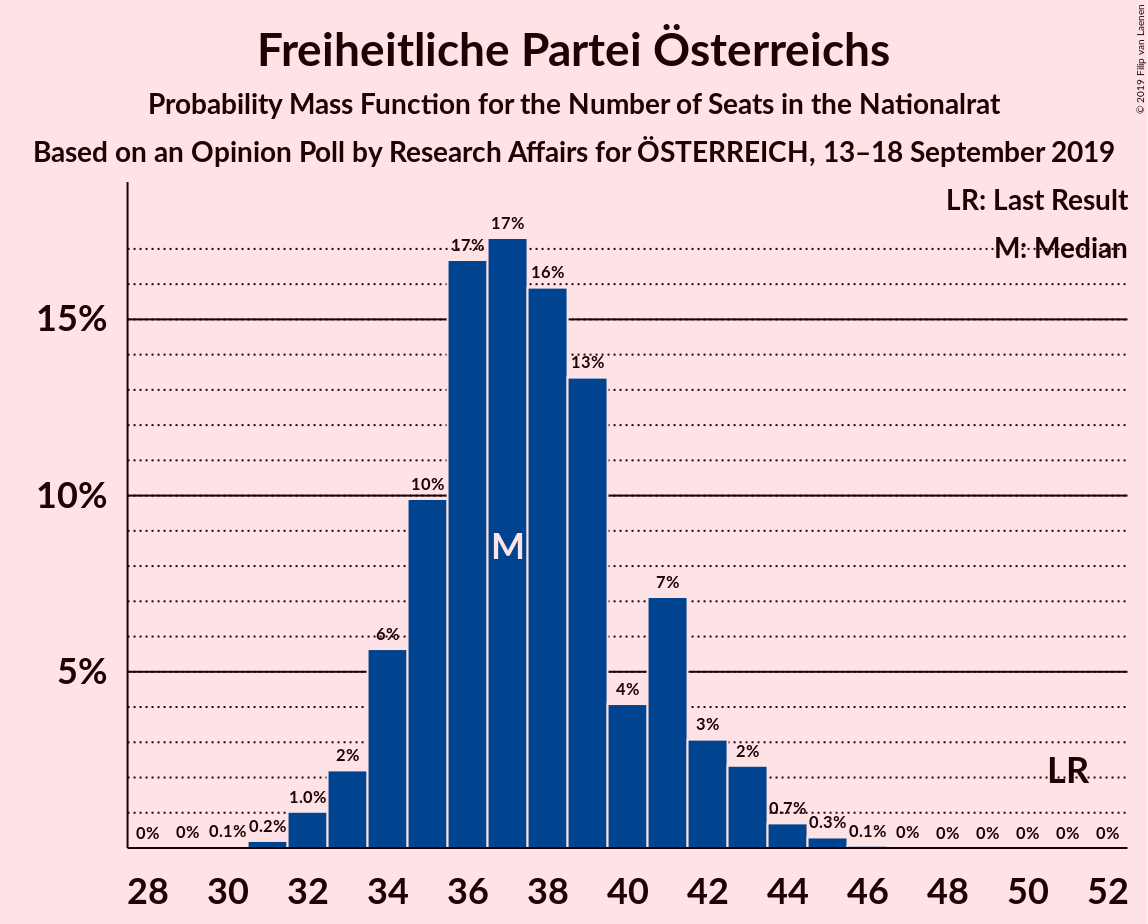 Freiheitliche Partei Österreichs
Probability Mass Function for the Number of Seats in the Nationalrat
Based on an Opinion Poll by Research Affairs for ÖSTERREICH, 13–18 September 2019
© 2019 Filip van Laenen
LR: Last Result
M: Median
15%
10%
5%
0% 0% 0.1% 0.2% 1.0% 2% 6% 10% 17% 17% 16% 13% 4% 7% 3% 2% 0.7% 0.3% 0.1% 0% 0% 0% 0% 0% 0%
M
LR
28 30 32 34 36 38 40 42 44 46 48 50 52